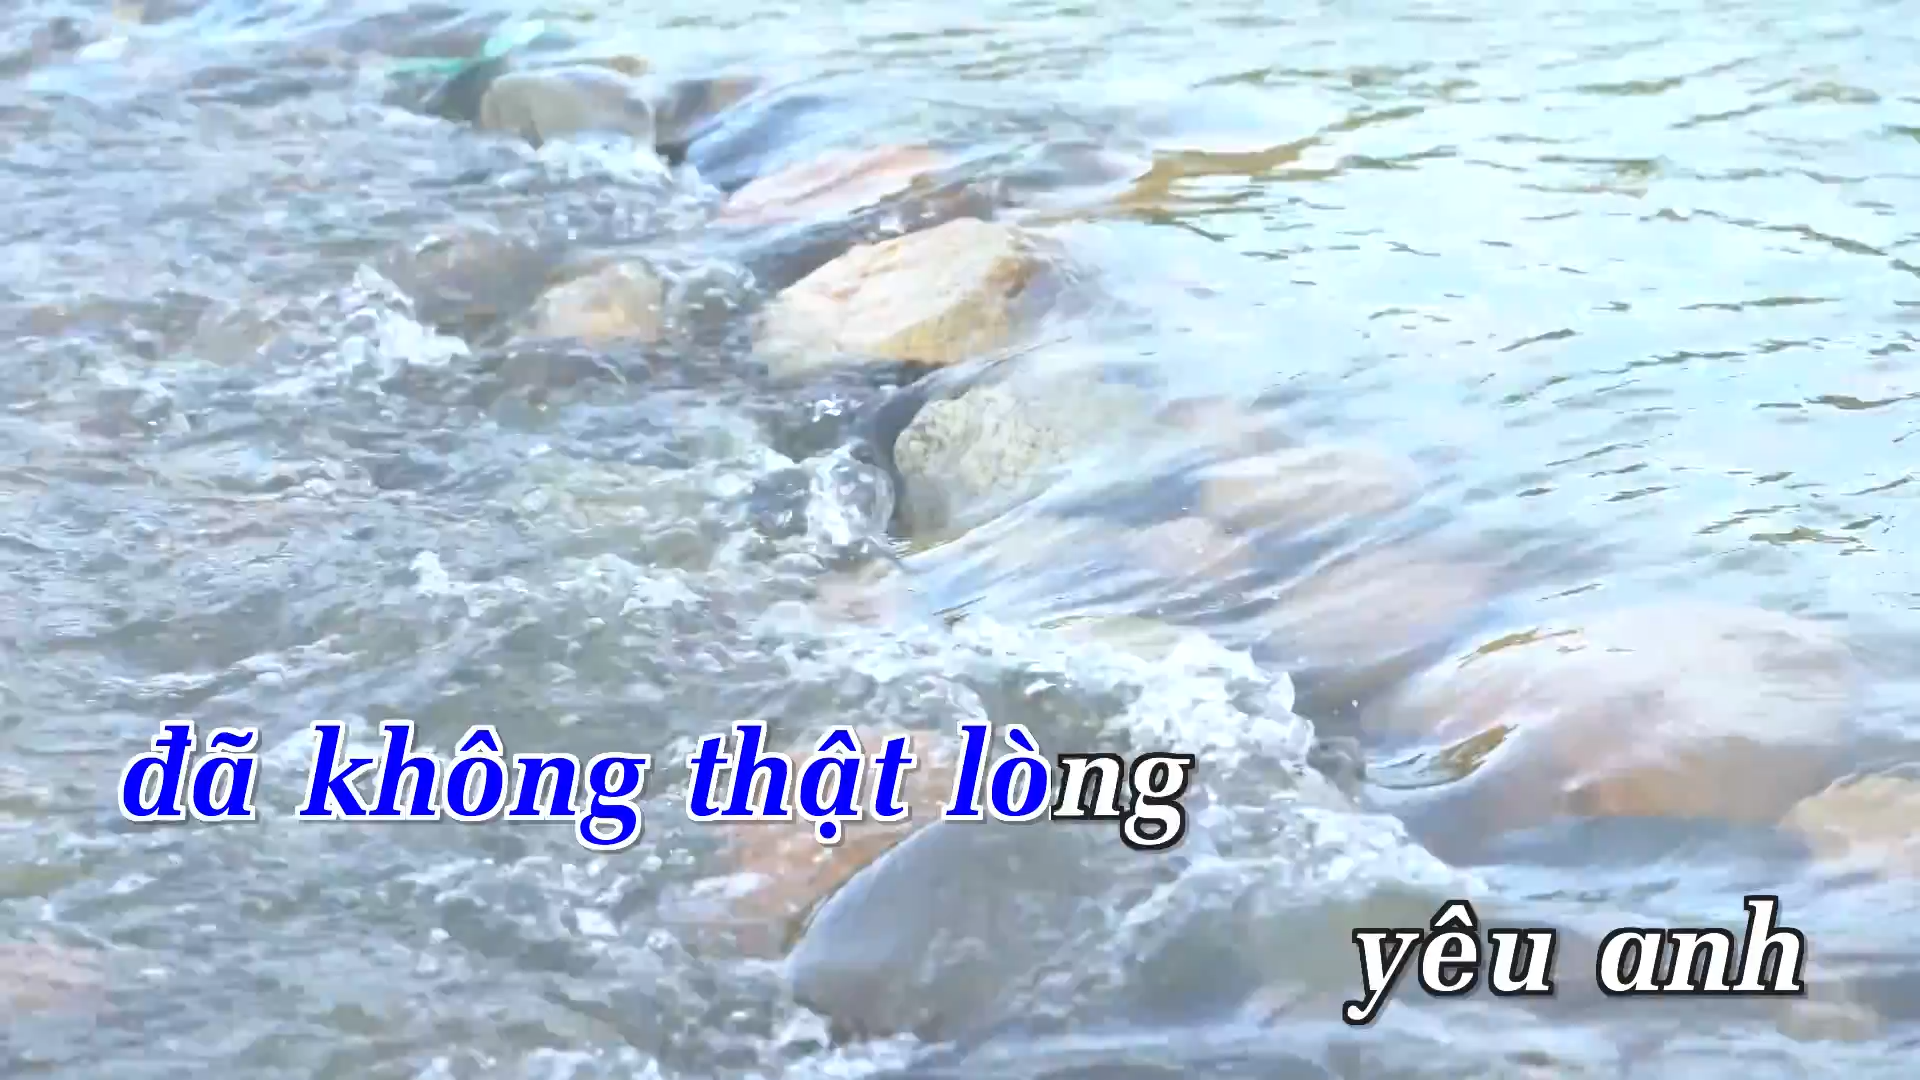 đã không thật lòng
yêu anh